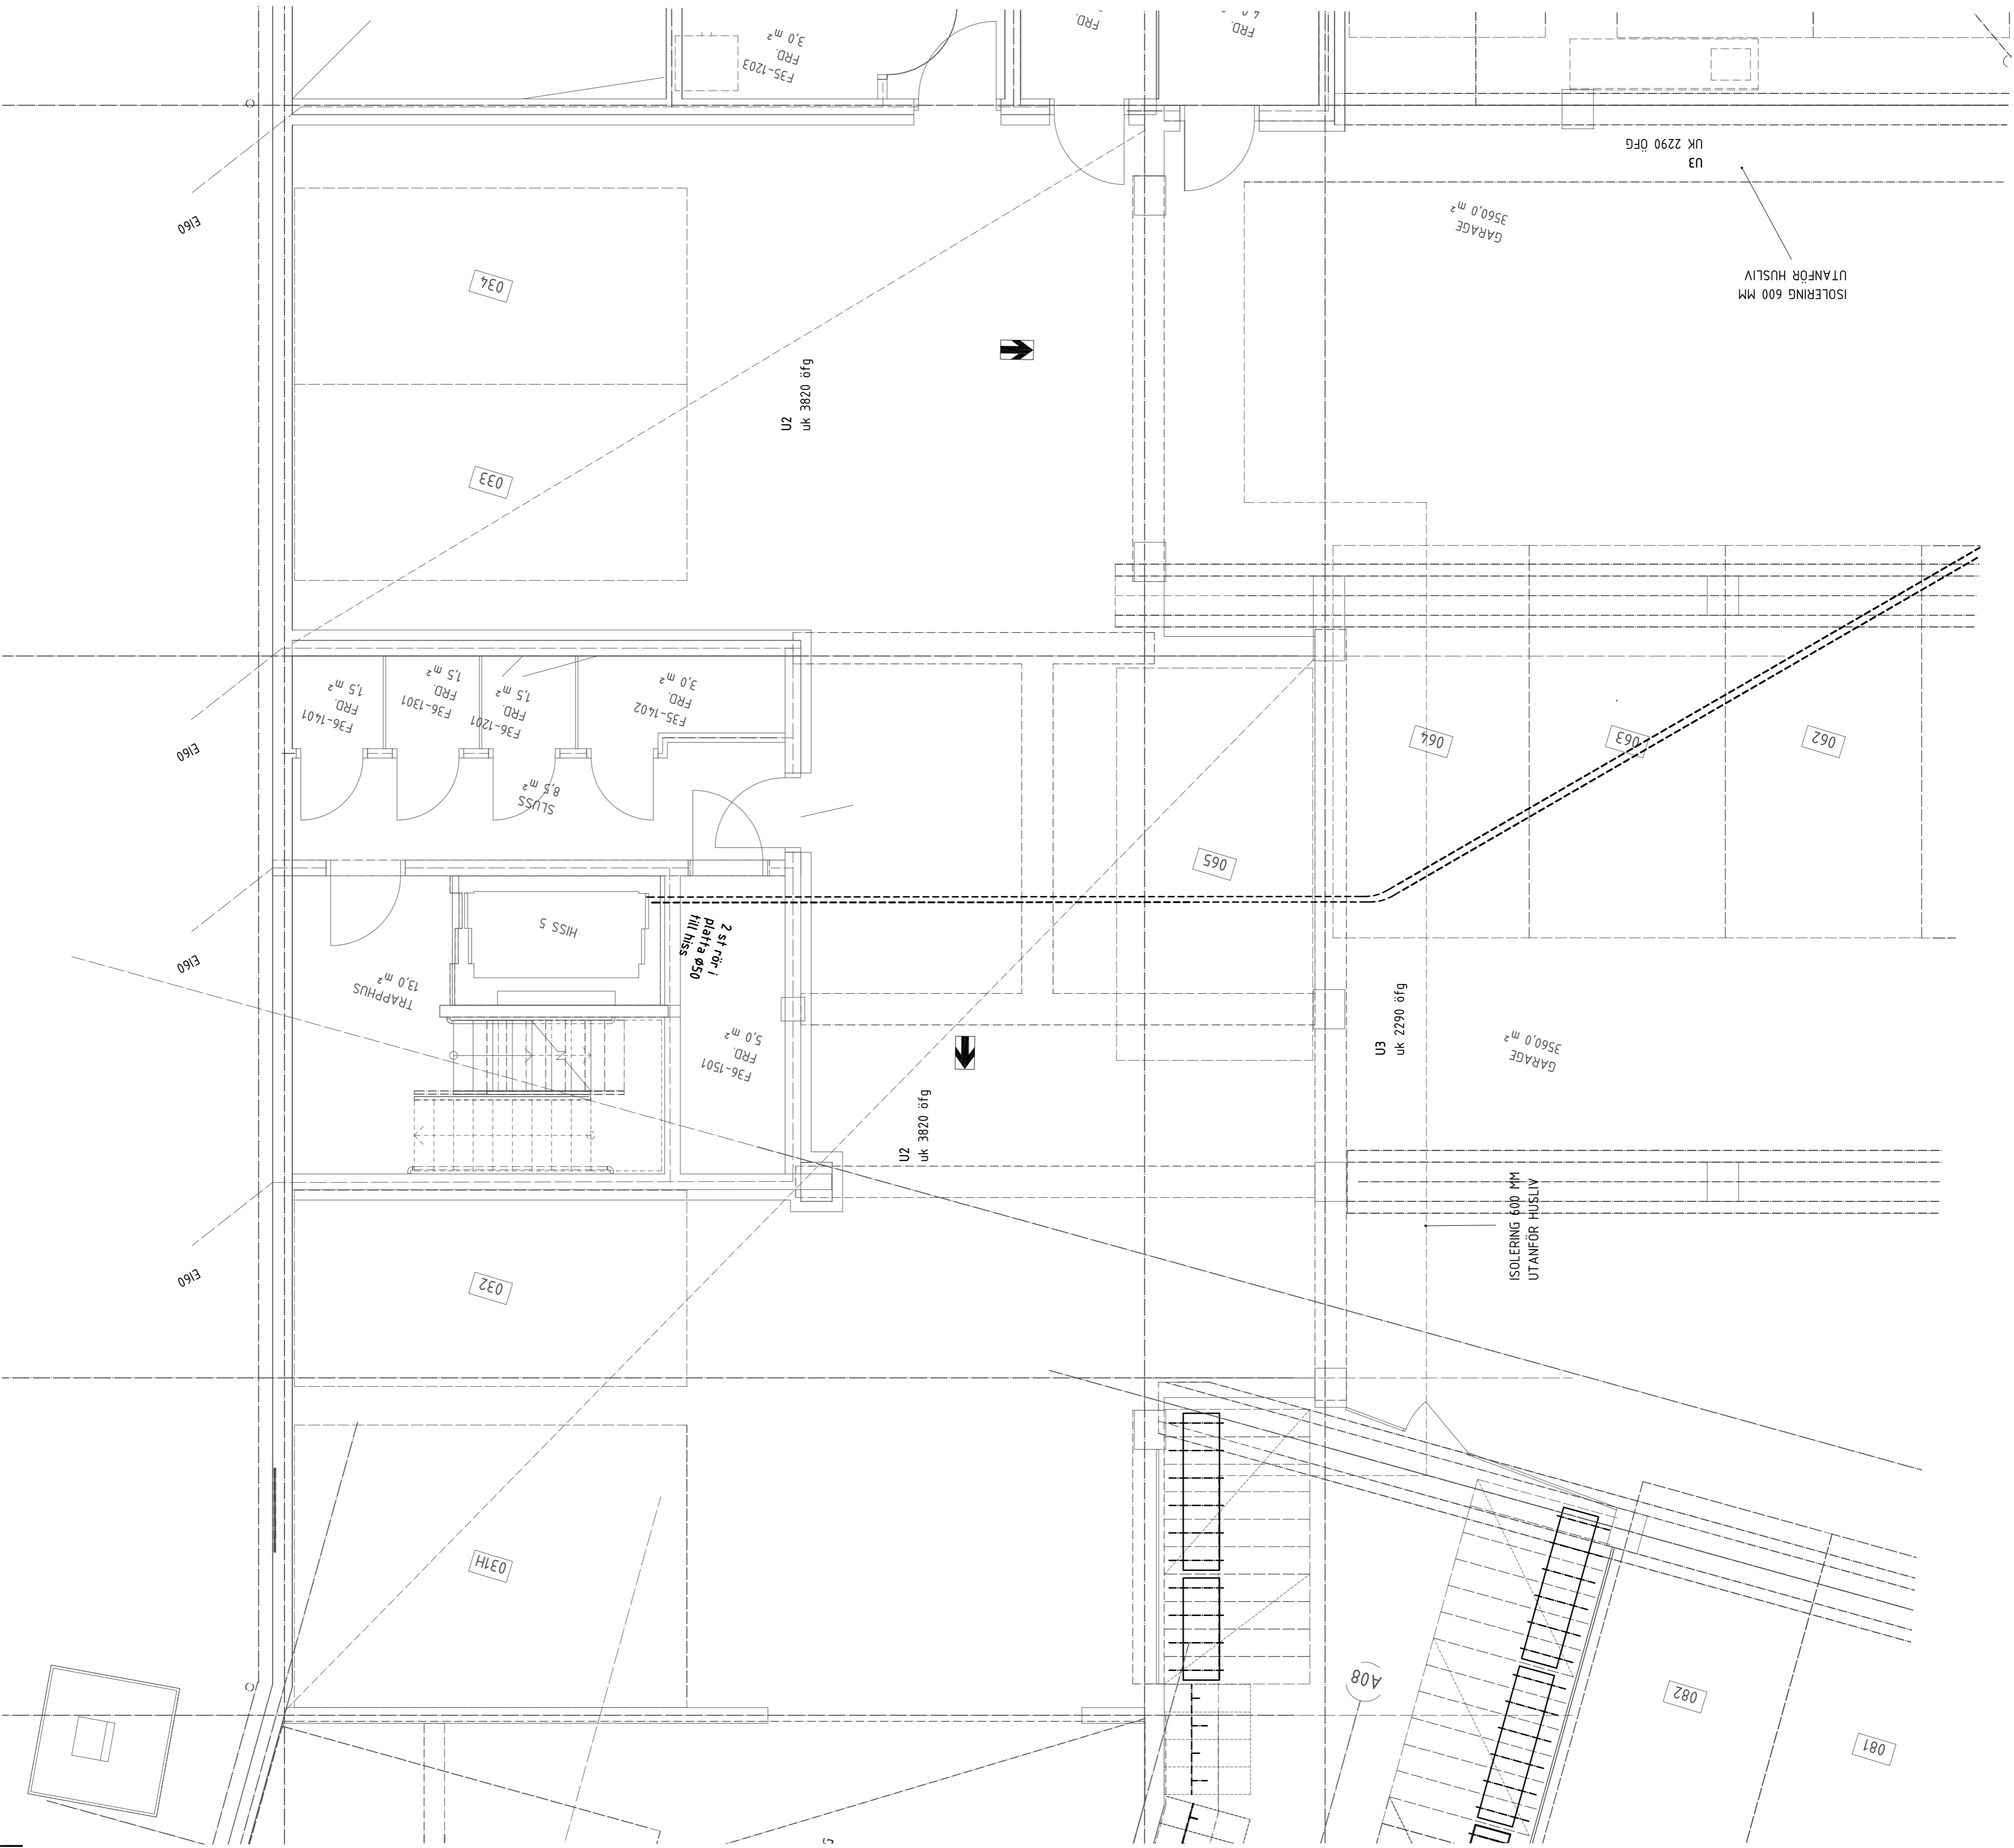 F35-1203
FRD.
3,0 m²
FRD.
FRD.
EI60
034
U3
UK 2290 ÖFG
GARAGE
3560,0 m²
ISOLERING 600 MM
UTANFÖR HUSLIV
U2
uk 3820 öfg
033
F36-1401
FRD.
1,5 m²
F36-1301
FRD.
1,5 m²
F36-1201
FRD.
1,5 m²
F35-1402
FRD.
3,0 m²
EI60
SLUSS
8,5 m²
064
063
062
065
EI60
HISS 5
2 st rör i
platta ø50
till hiss
TRAPPHUS
13,0 m²
F36-1501
FRD.
5,0 m²
U3
uk 2290 öfg
GARAGE
3560,0 m²
U2
uk 3820 öfg
EI60
032
ISOLERING 600 MM
UTANFÖR HUSLIV
031H
A08
082
081